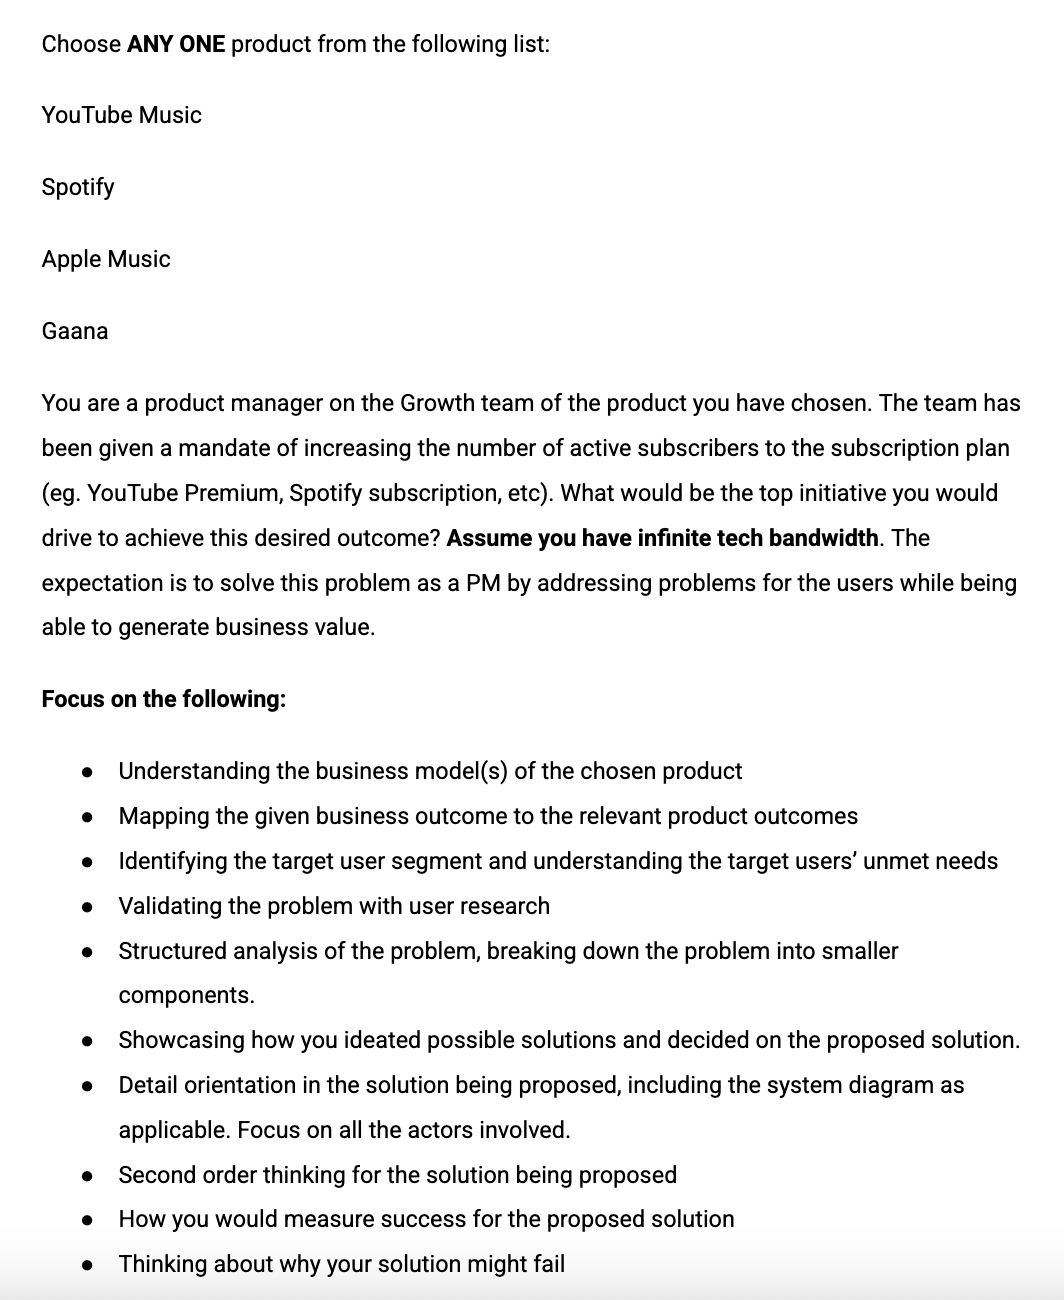 Choose ANY ONE product from the following list:
YouTube Music
Spotify
Apple Music
Gaana
You are a product manager on the Growth team of the product you have chosen. The team has
been given a mandate of increasing the number of active subscribers to the subscription plan
(eg. YouTube Premium, Spotify subscription, etc). What would be the top initiative you would
drive to achieve this desired outcome? Assume you have infinite tech bandwidth. The
expectation is to solve this problem as a PM by addressing problems for the users while being
able to generate business value.
Focus on the following:
● Understanding the business model(s) of the chosen product
● Mapping the given business outcome to the relevant product outcomes
● Identifying the target user segment and understanding the target users’ unmet needs
● Validating the problem with user research
● Structured analysis of the problem, breaking down the problem into smaller
components.
● Showcasing how you ideated possible solutions and decided on the proposed solution.
● Detail orientation in the solution being proposed, including the system diagram as
applicable. Focus on all the actors involved.
● Second order thinking for the solution being proposed
● How you would measure success for the proposed solution
● Thinking about why your solution might fail